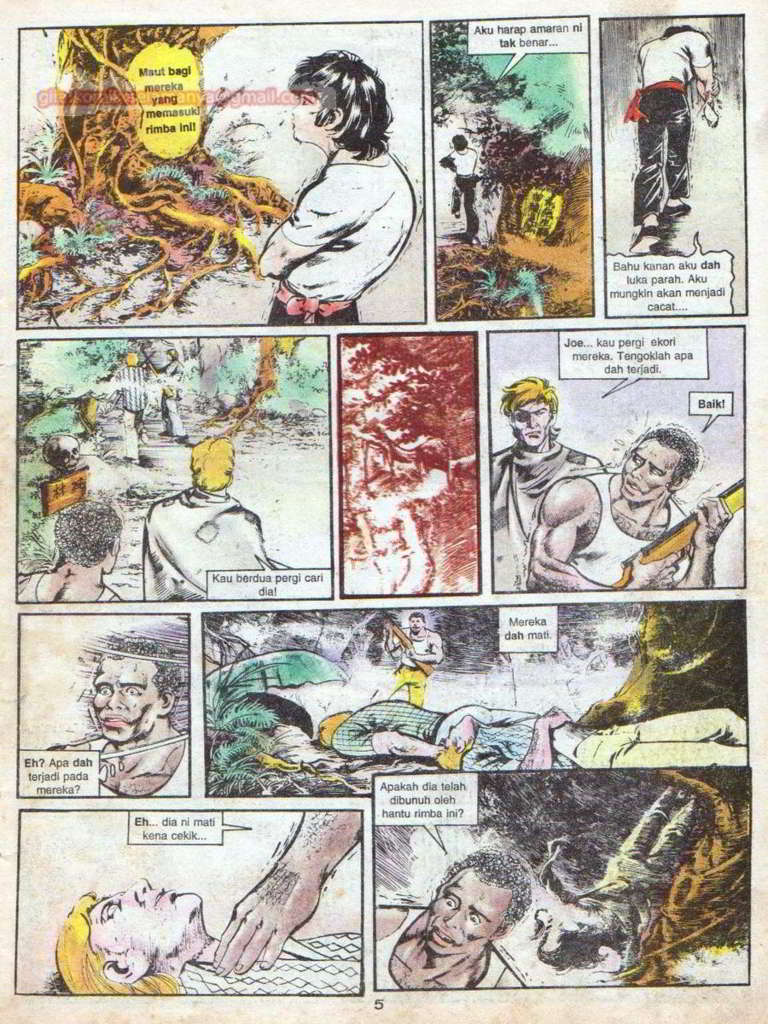 Maut bagi
mereka
yang
memasuki
rimba ini!
Aku harap amaran ni
tak benar...
Bahu kanan aku dah
luka parah. Aku
mungkin akan menjadi
cacat....
Kau berdua pergi cari
dia!
Joe... kau pergi ekori
mereka. Tengoklah apa
dah terjadi.
Baik!
Eh? Apa dah
terjadi pada
mereka?
Mereka
dah mati.
Eh... dia ni mati
kena cekik...
Apakah dia telah
dibunuh oleh
hantu rimba ini?
5